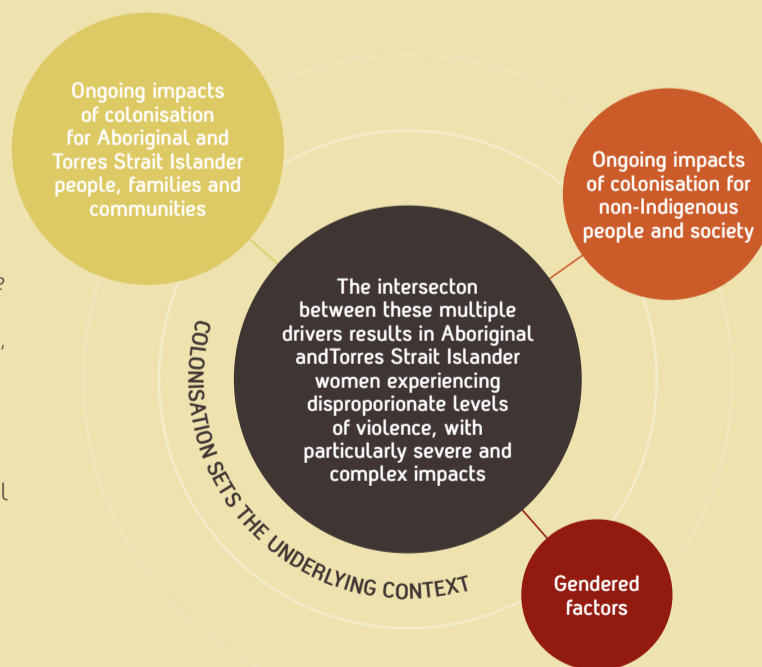 Ongoing impacts
of colonisation
for Aboriginal and
Torres Strait Islander
people, families and
communities
Ongoing impacts
of colonisation for
non-Indigenous
people and society
The intersecton
between these multiple
drivers results in Aboriginal
andTorres Strait Islander
women experiencing
disproporionate levels
of violence, with
particularly severe and
complex impacts
COLONISATION SETS THE UNDERLYING CONTEXT
Gendered
factors